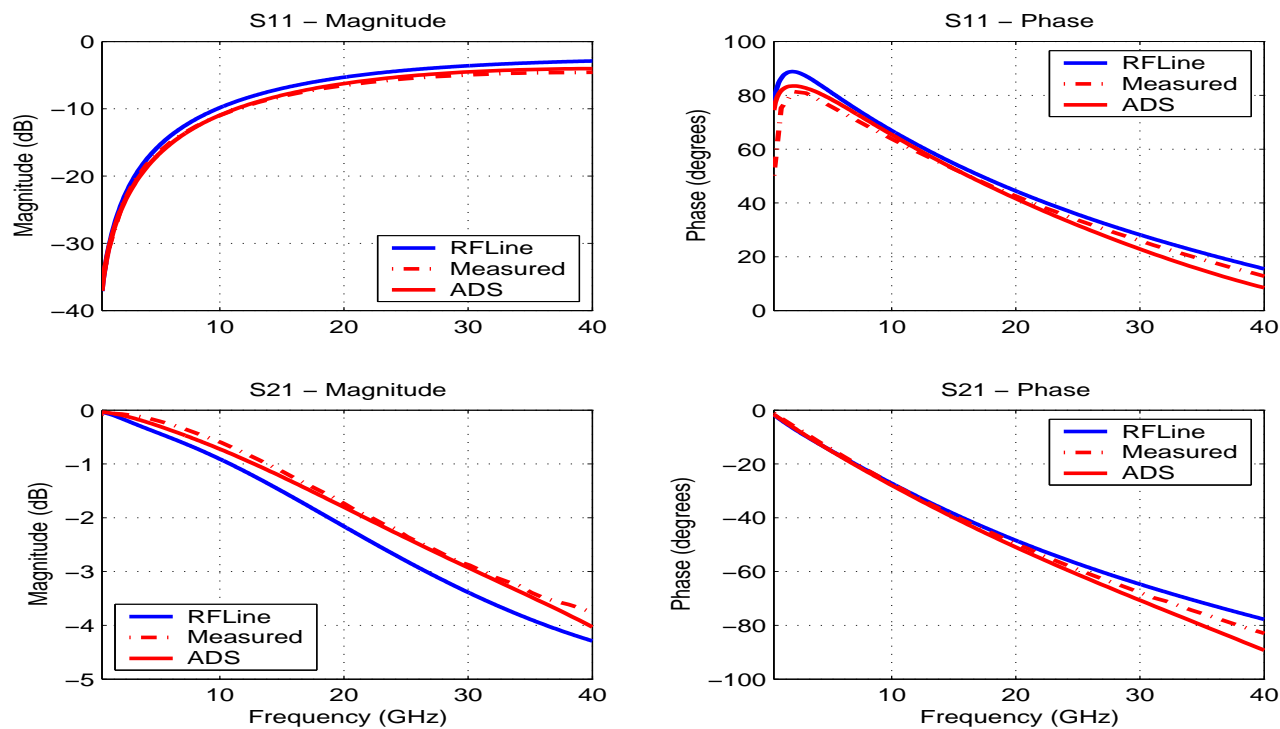 S11 – Magnitude
0
−10
−20
−30
−40
Magnitude (dB)
RFLine
Measured
ADS
10
20
30
40
S11 – Phase
100
80
60
40
20
0
Phase (degrees)
RFLine
Measured
ADS
10
20
30
40
S21 – Magnitude
0
−1
−2
−3
−4
−5
Magnitude (dB)
RFLine
Measured
ADS
10
20
30
40
Frequency (GHz)
S21 – Phase
0
−20
−40
−60
−80
−100
Phase (degrees)
RFLine
Measured
ADS
10
20
30
40
Frequency (GHz)